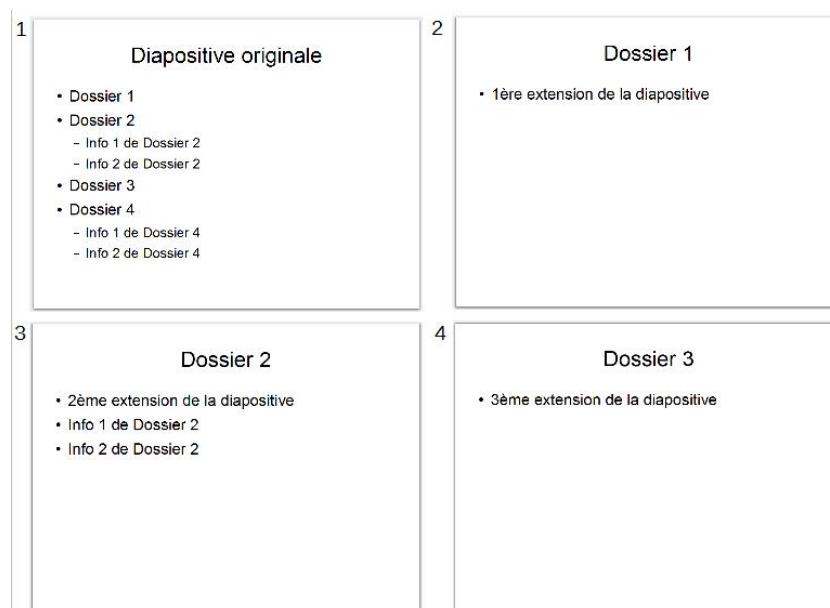 1
Diapositive originale
• Dossier 1
• Dossier 2
– Info 1 de Dossier 2
– Info 2 de Dossier 2
• Dossier 3
• Dossier 4
– Info 1 de Dossier 4
– Info 2 de Dossier 4
2
Dossier 1
• 1ère extension de la diapositive
3
Dossier 2
• 2ème extension de la diapositive
• Info 1 de Dossier 2
• Info 2 de Dossier 2
4
Dossier 3
• 3ème extension de la diapositive